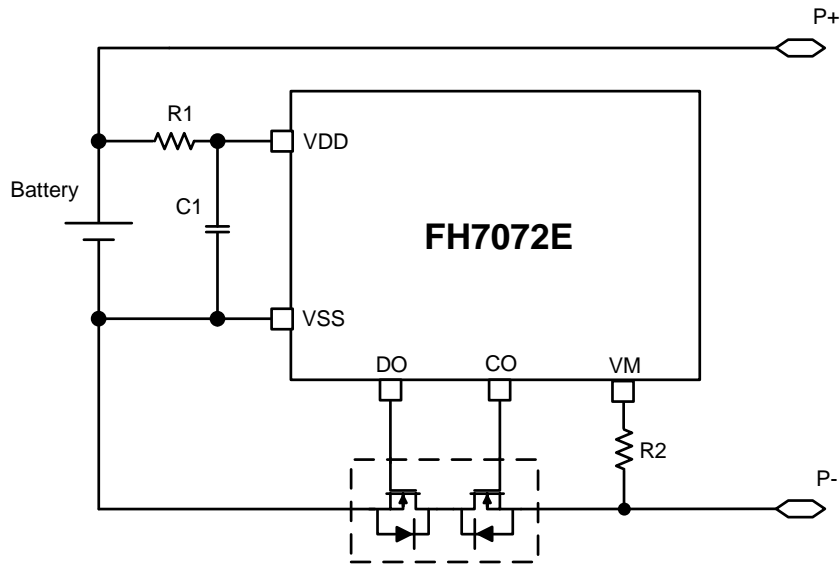 P+
R1
VDD
Battery
C1
FH7072E
VSS
DO
CO
VM
R2
P-